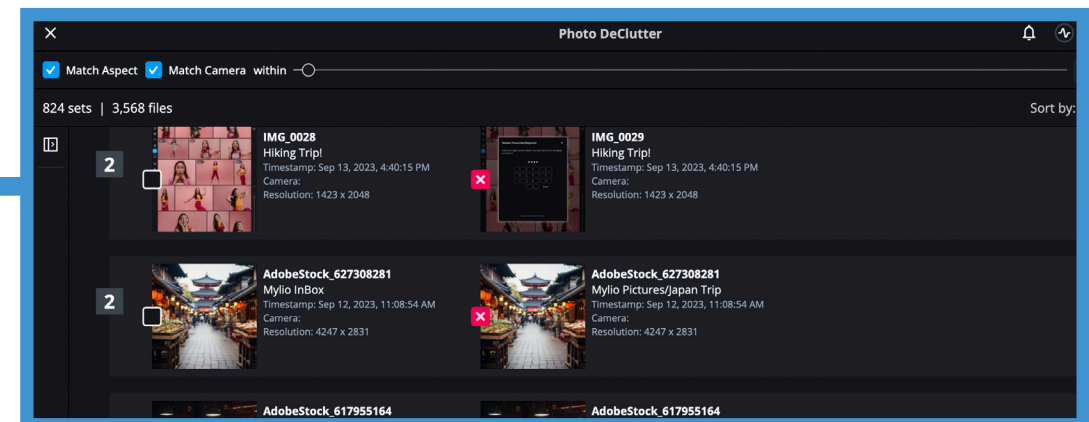 Photo DeClutter
Match Aspect Match Camera within
824 sets | 3,568 files
Sort by:
2
IMG_0028
Hiking Trip!
Timestamp: Sep 13, 2023, 4:40:15 PM
Camera:
Resolution: 1423 x 2048
IMG_0029
Hiking Trip!
Timestamp: Sep 13, 2023, 4:40:15 PM
Camera:
Resolution: 1423 x 2048
2
AdobeStock_627308281
Mylio InBox
Timestamp: Sep 12, 2023, 11:08:54 AM
Camera:
Resolution: 4247 x 2831
AdobeStock_627308281
Mylio Pictures/Japan Trip
Timestamp: Sep 12, 2023, 11:08:54 AM
Camera:
Resolution: 4247 x 2831
AdobeStock_617955164
AdobeStock_617955164